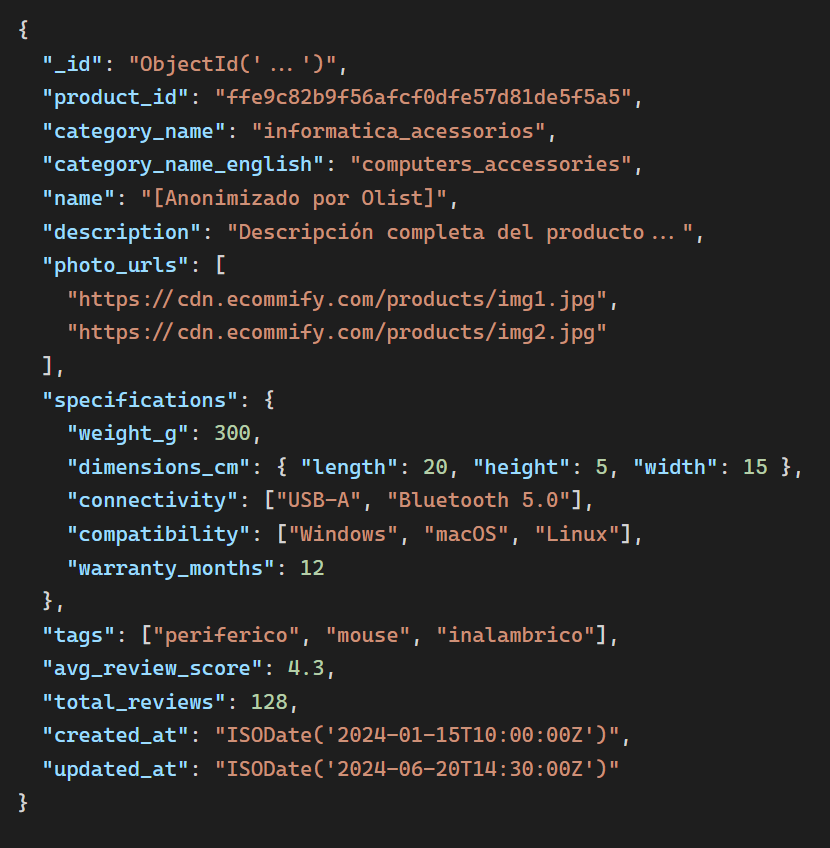 {
  "_id": "ObjectId('...')",
  "product_id": "ffe9c82b9f56afcf0dfe57d81de5f5a5",
  "category_name": "informatica_acessorios",
  "category_name_english": "computers_accessories",
  "name": "[Anonimizado por Olist]",
  "description": "Descripción completa del producto...",
  "photo_urls": [
    "https://cdn.ecommify.com/products/img1.jpg",
    "https://cdn.ecommify.com/products/img2.jpg"
  ],
  "specifications": {
    "weight_g": 300,
    "dimensions_cm": { "length": 20, "height": 5, "width": 15 },
    "connectivity": ["USB-A", "Bluetooth 5.0"],
    "compatibility": ["Windows", "macOS", "Linux"],
    "warranty_months": 12
  },
  "tags": ["periferico", "mouse", "inalambrico"],
  "avg_review_score": 4.3,
  "total_reviews": 128,
  "created_at": "ISODate('2024-01-15T10:00:00Z')",
  "updated_at": "ISODate('2024-06-20T14:30:00Z')"
}